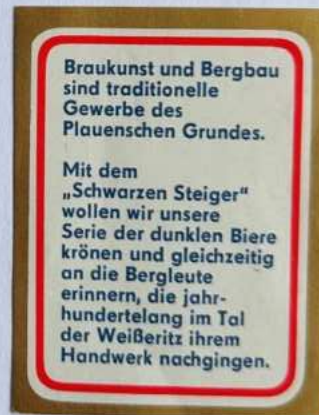 Braukunst und Bergbau
sind traditionelle
Gewerbe des
Plauenschen Grundes.
Mit dem
„Schwarzen Steiger“
wollen wir unsere
Serie der dunklen Biere
krönen und gleichzeitig
an die Bergleute
erinnern, die jahr-
hundertelang im Tal
der Weißeritz ihrem
Handwerk nachgingen.